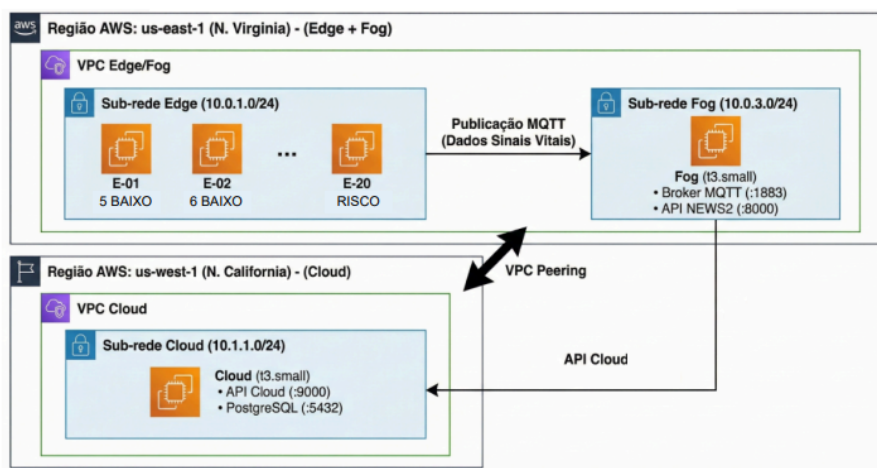 aws
Região AWS: us-east-1 (N. Virginia) - (Edge + Fog)
VPC Edge/Fog
Sub-rede Edge (10.0.1.0/24)
E-01
5 BAIXO
E-02
6 BAIXO
...
E-20
RISCO
Publicação MQTT
(Dados Sinais Vitais)
Sub-rede Fog (10.0.3.0/24)
Fog (t3.small)
• Broker MQTT (:1883)
• API NEWS2 (:8000)
VPC Peering
Região AWS: us-west-1 (N. California) - (Cloud)
VPC Cloud
Sub-rede Cloud (10.1.1.0/24)
Cloud (t3.small)
• API Cloud (:9000)
• PostgreSQL (:5432)
API Cloud